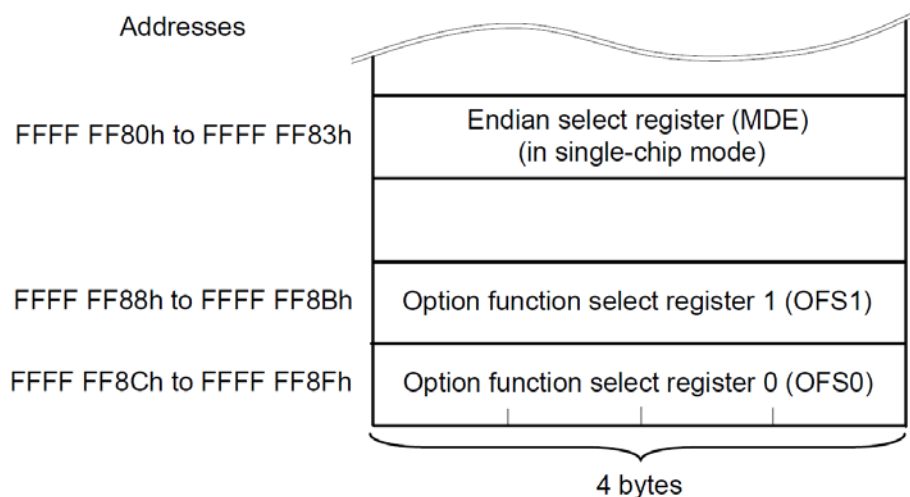 Addresses
FFFF FF80h to FFFF FF83h
Endian select register (MDE)
(in single-chip mode)
FFFF FF88h to FFFF FF8Bh
Option function select register 1 (OFS1)
FFFF FF8Ch to FFFF FF8Fh
Option function select register 0 (OFS0)
4 bytes